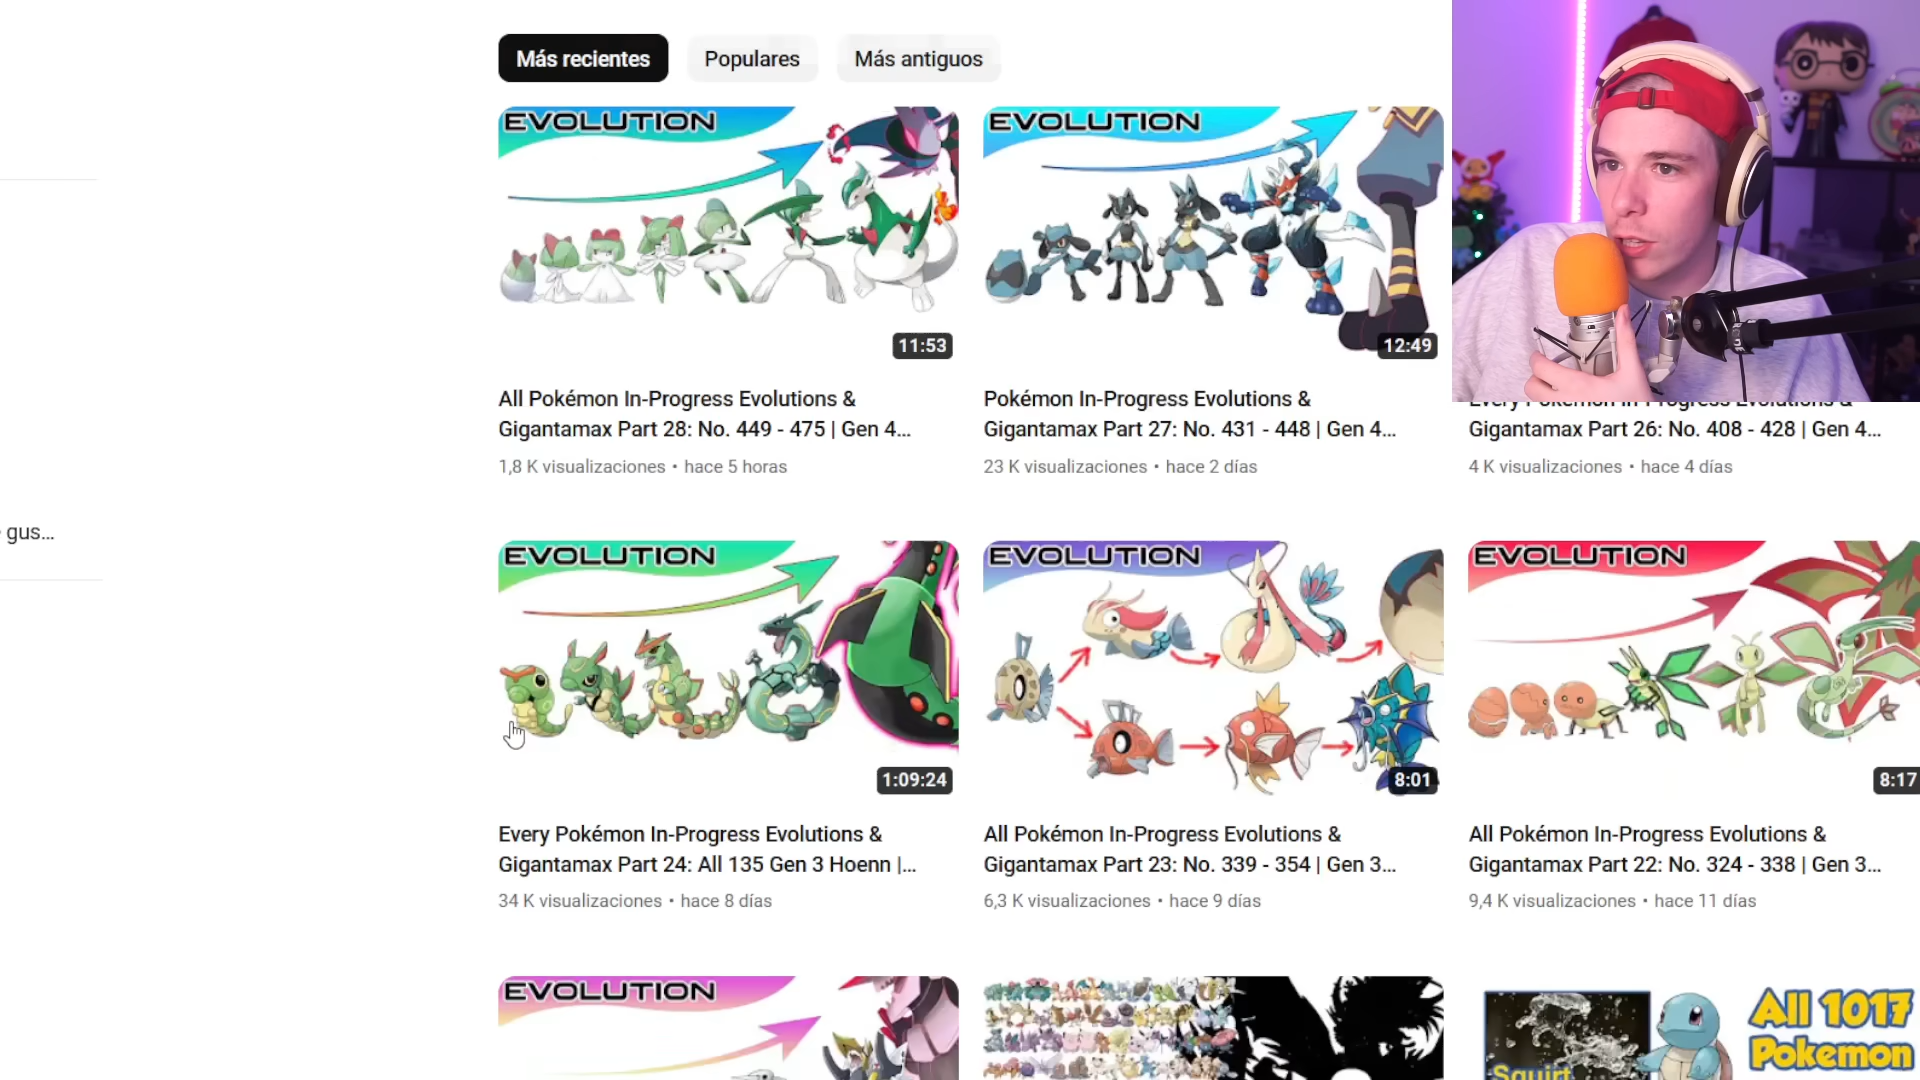 Más recientes
Populares
Más antiguos
EVOLUTION
11:53
EVOLUTION
12:49
All Pokémon In-Progress Evolutions &
Gigantamax Part 28: No. 449 - 475 | Gen 4...
1,8 K visualizaciones • hace 5 horas
Pokémon In-Progress Evolutions &
Gigantamax Part 27: No. 431 - 448 | Gen 4...
23 K visualizaciones • hace 2 días
Every Pokémon In-Progress Evolutions &
Gigantamax Part 26: No. 408 - 428 | Gen 4...
4 K visualizaciones • hace 4 días
gus...
EVOLUTION
1:09:24
EVOLUTION
8:01
EVOLUTION
8:17
Every Pokémon In-Progress Evolutions &
Gigantamax Part 24: All 135 Gen 3 Hoenn |...
34 K visualizaciones • hace 8 días
All Pokémon In-Progress Evolutions &
Gigantamax Part 23: No. 339 - 354 | Gen 3...
6,3 K visualizaciones • hace 9 días
All Pokémon In-Progress Evolutions &
Gigantamax Part 22: No. 324 - 338 | Gen 3...
9,4 K visualizaciones • hace 11 días
EVOLUTION
Squirt
All 1017
Pokemon